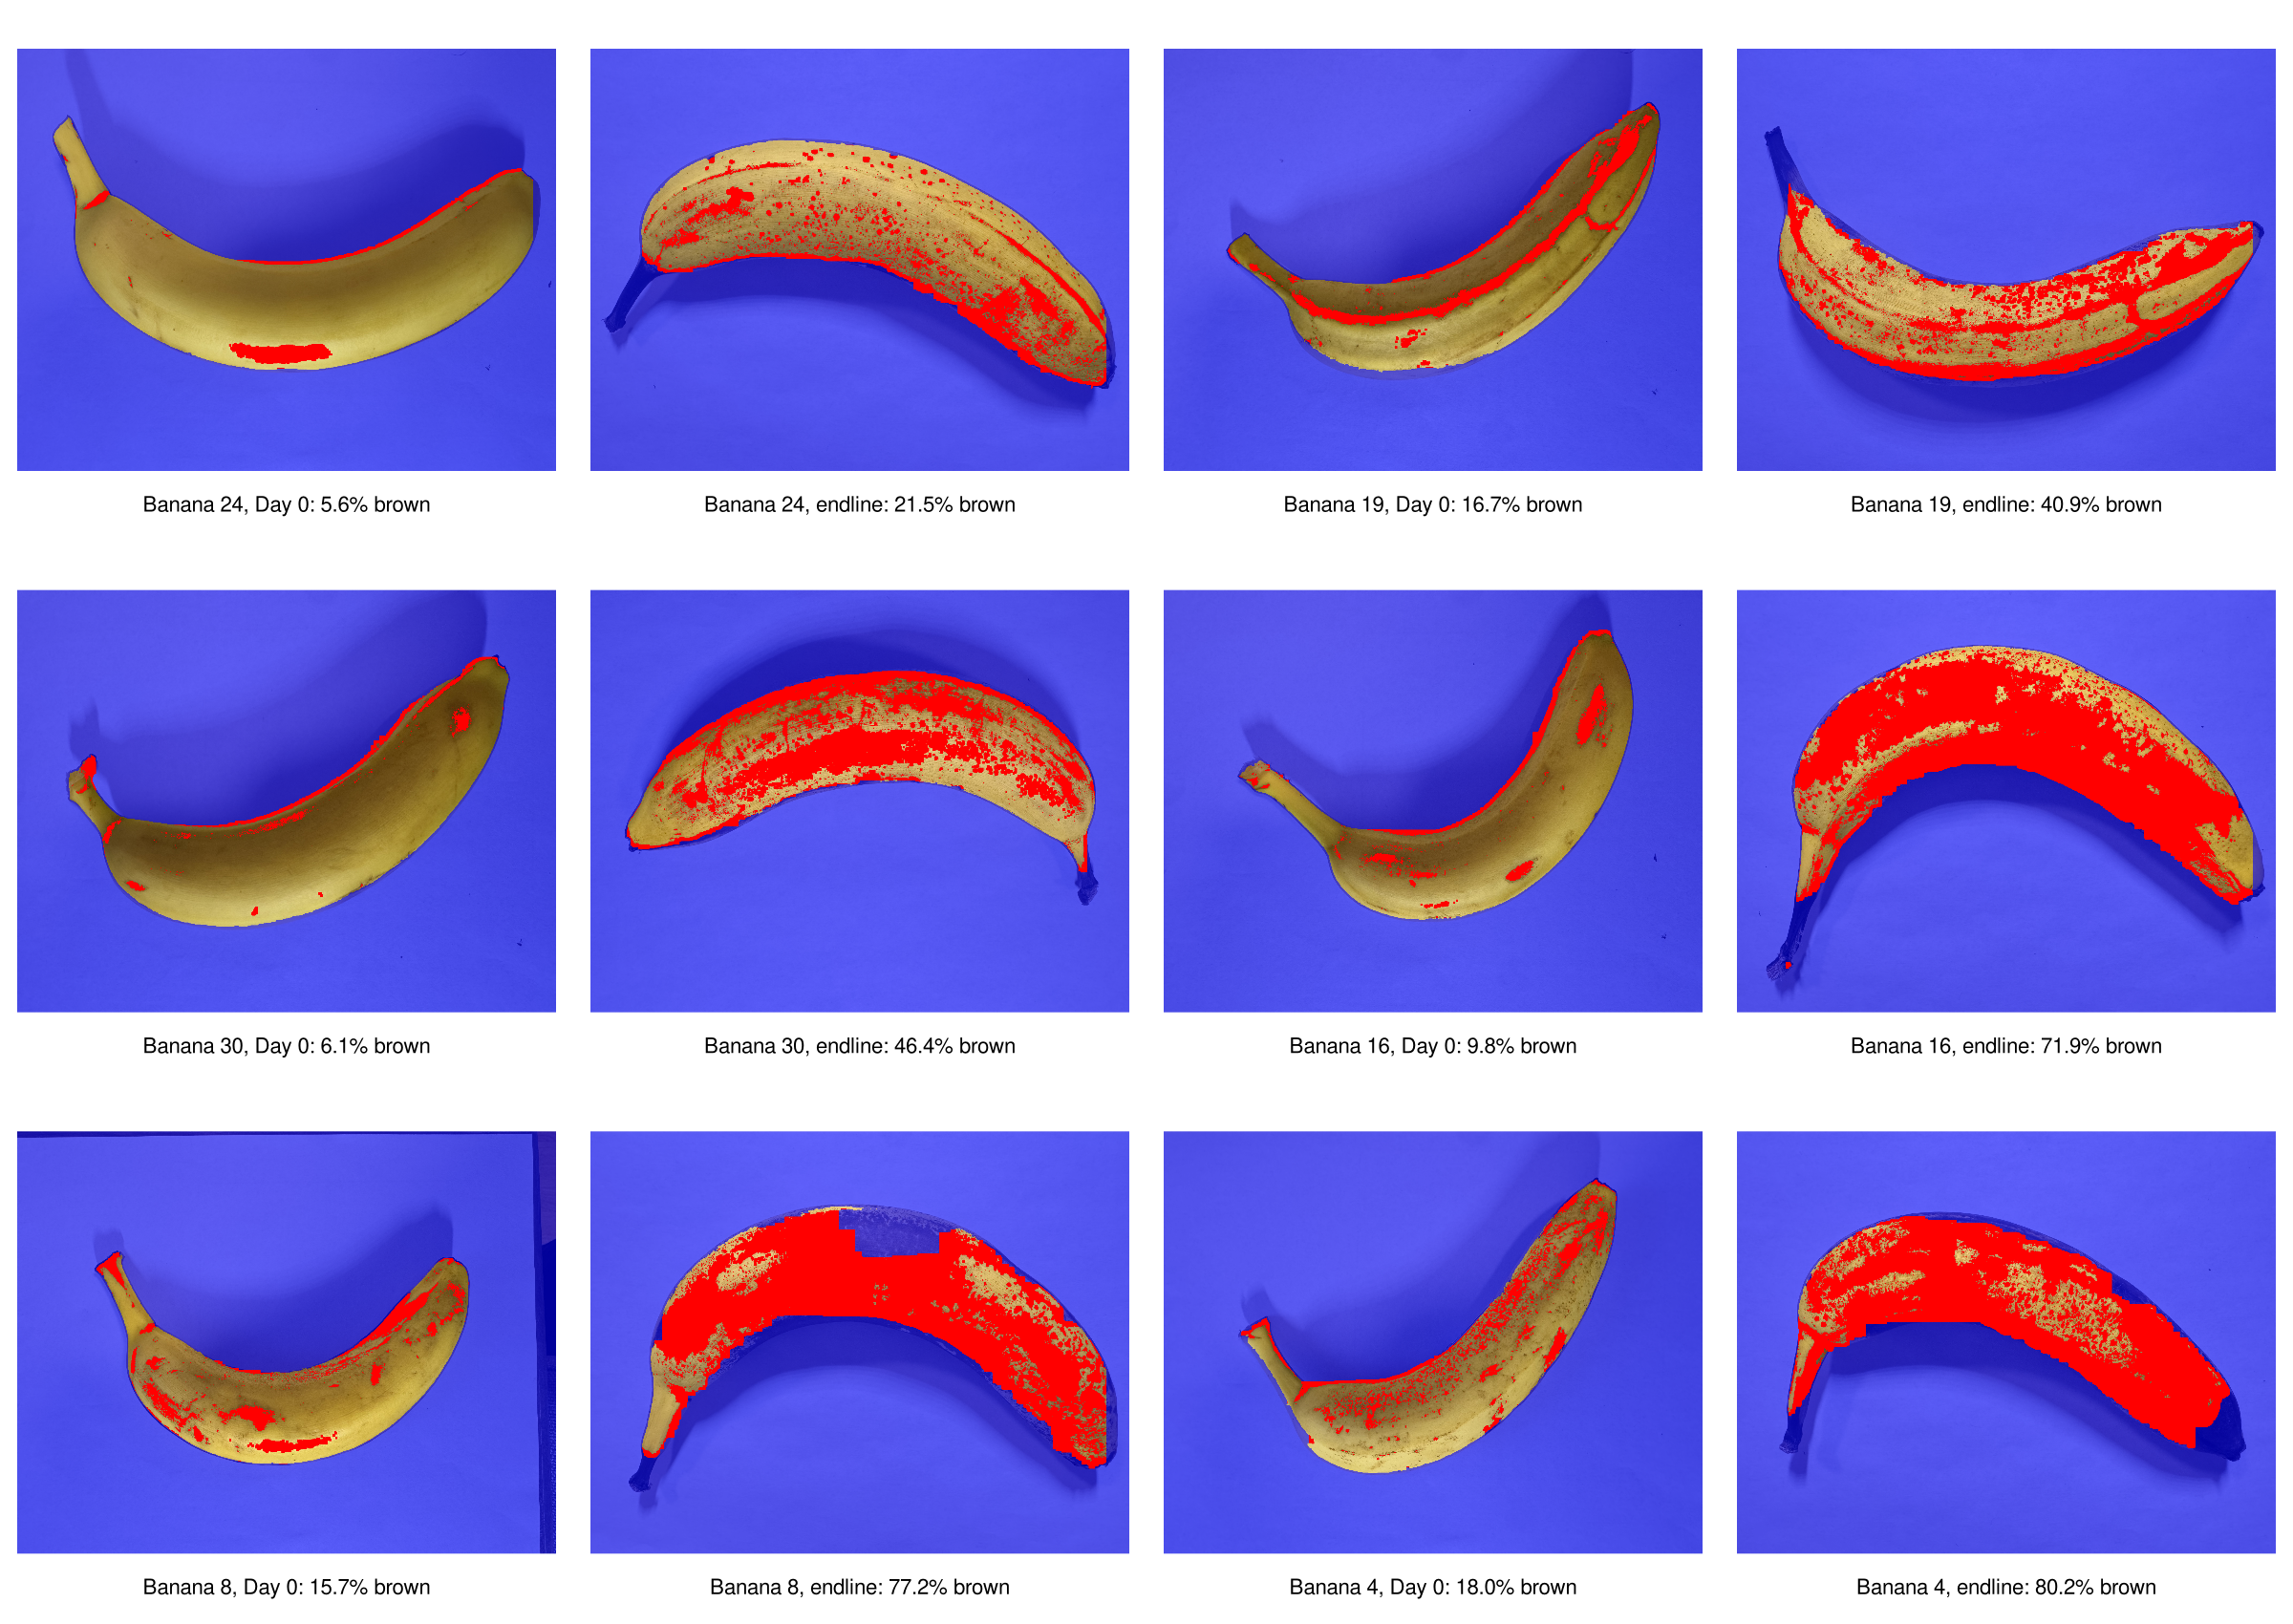 Banana 24, Day 0: 5.6% brown
Banana 24, endline: 21.5% brown
Banana 19, Day 0: 16.7% brown
Banana 19, endline: 40.9% brown
Banana 30, Day 0: 6.1% brown
Banana 30, endline: 46.4% brown
Banana 16, Day 0: 9.8% brown
Banana 16, endline: 71.9% brown
Banana 8, Day 0: 15.7% brown
Banana 8, endline: 77.2% brown
Banana 4, Day 0: 18.0% brown
Banana 4, endline: 80.2% brown